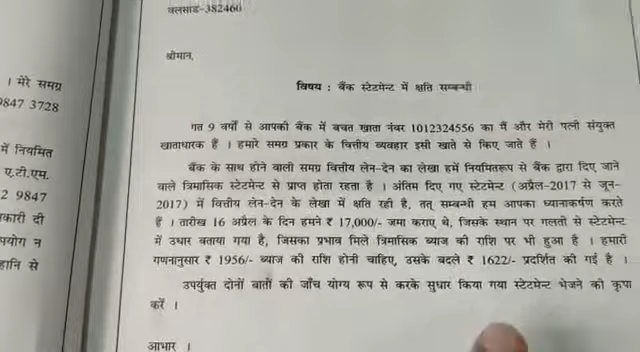 वलसाड-382460
श्रीमान,
विषय : बैंक स्टेटमेन्ट में क्षति सम्बन्धी
। मेरे समग्र
9847 3728
गत 9 वर्षों से आपकी बैंक में बचत खाता नंबर 1012324556 का मैं और मेरी पत्नी संयुक्त
खाताधारक हैं । हमारे समग्र प्रकार के वित्तीय व्यवहार इसी खाते से किए जाते हैं ।
में नियमित
ए.टी.एम.
2 9847
कारी दी
पयोग न
हानि से
बैंक के साथ होने वाली समग्र वित्तीय लेन-देन का लेखा हमें नियमितरूप से बैंक द्वारा दिए जाने
वाले त्रिमासिक स्टेटमेन्ट से प्राप्त होता रहता है । अंतिम दिए गए स्टेटमेन्ट (अप्रैल-2017 से जून-
2017) में वित्तीय लेन-देन के लेखा में क्षति रही है, तत् सम्बन्धी हम आपका ध्यानाकर्षण करते
हैं । तारीख 16 अप्रैल के दिन हमने ₹ 17,000/- जमा कराए थे, जिसके स्थान पर गलती से स्टेटमेन्ट
में उधार बताया गया है, जिसका प्रभाव मिले त्रिमासिक ब्याज की राशि पर भी हुआ है । हमारी
गणनानुसार ₹ 1956/- ब्याज की राशि होनी चाहिए, उसके बदले ₹ 1622/- प्रदर्शित की गई है ।
उपर्युक्त दोनों बातों की जाँच योग्य रूप से करके सुधार किया गया स्टेटमेन्ट भेजने की कृपा
करें ।
आभार ।